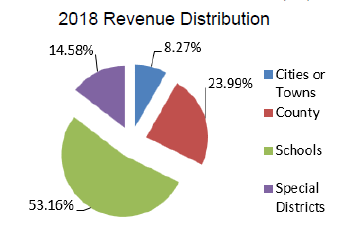 2018 Revenue Distribution
14.58%
8.27%
23.99%
53.16%
Cities or
Towns
County
Schools
Special
Districts